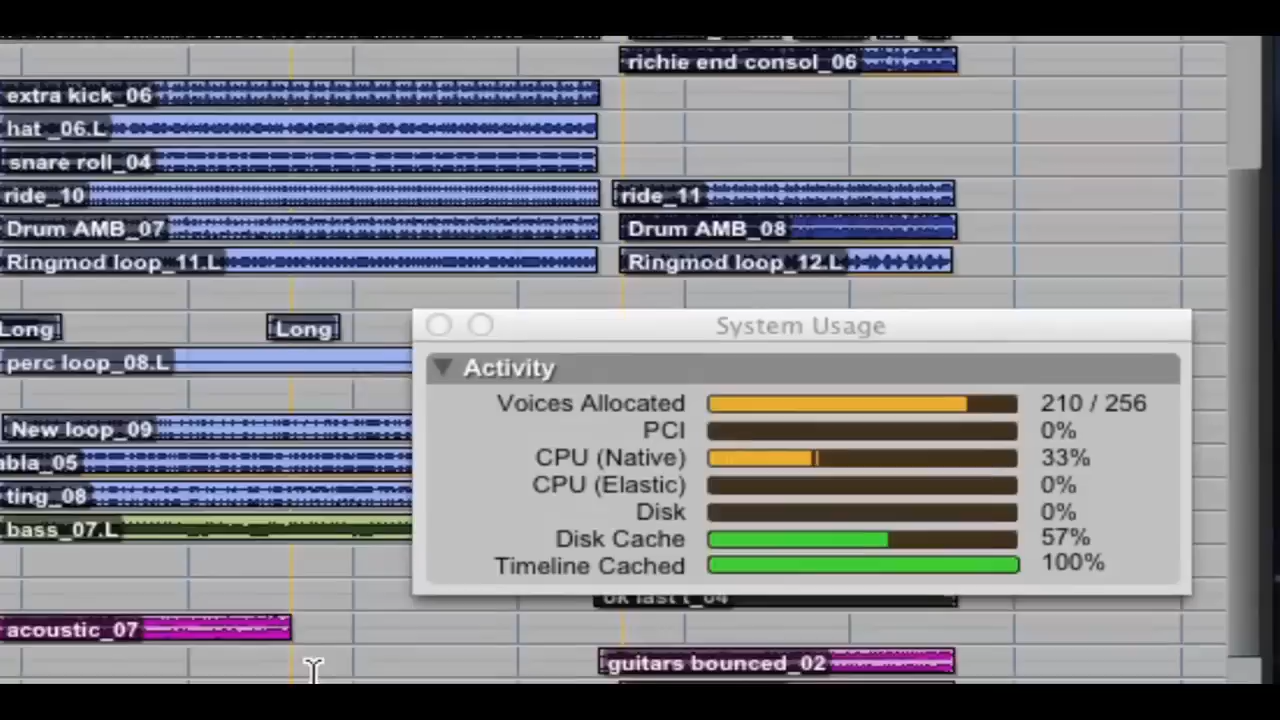 richie end consol_06
extra kick_06
hat _06.L
snare roll_04
ride_10
ride_11
Drum AMB_07
Drum AMB_08
Ringmod loop_11.L
Ringmod loop_12.L
Long
Long
perc loop_08.L
New loop_09
abla_05
ting_08
bass_07.L
System Usage
Activity
Voices Allocated 210 / 256
PCI 0%
CPU (Native) 33%
CPU (Elastic) 0%
Disk 0%
Disk Cache 57%
Timeline Cached 100%
acoustic_07
guitars bounced_02